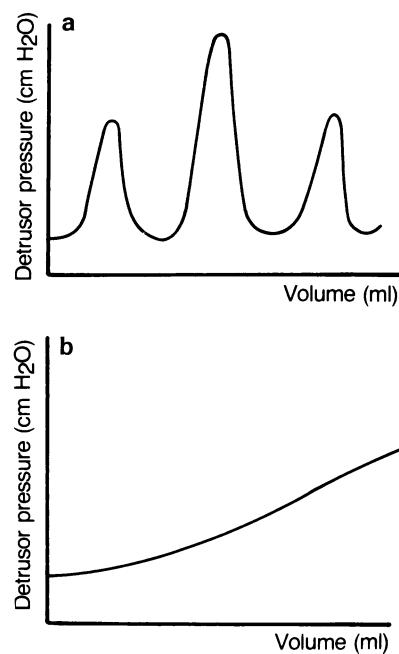 a
Detrusor pressure (cm H2O)
Volume (ml)
b
Detrusor pressure (cm H2O)
Volume (ml)